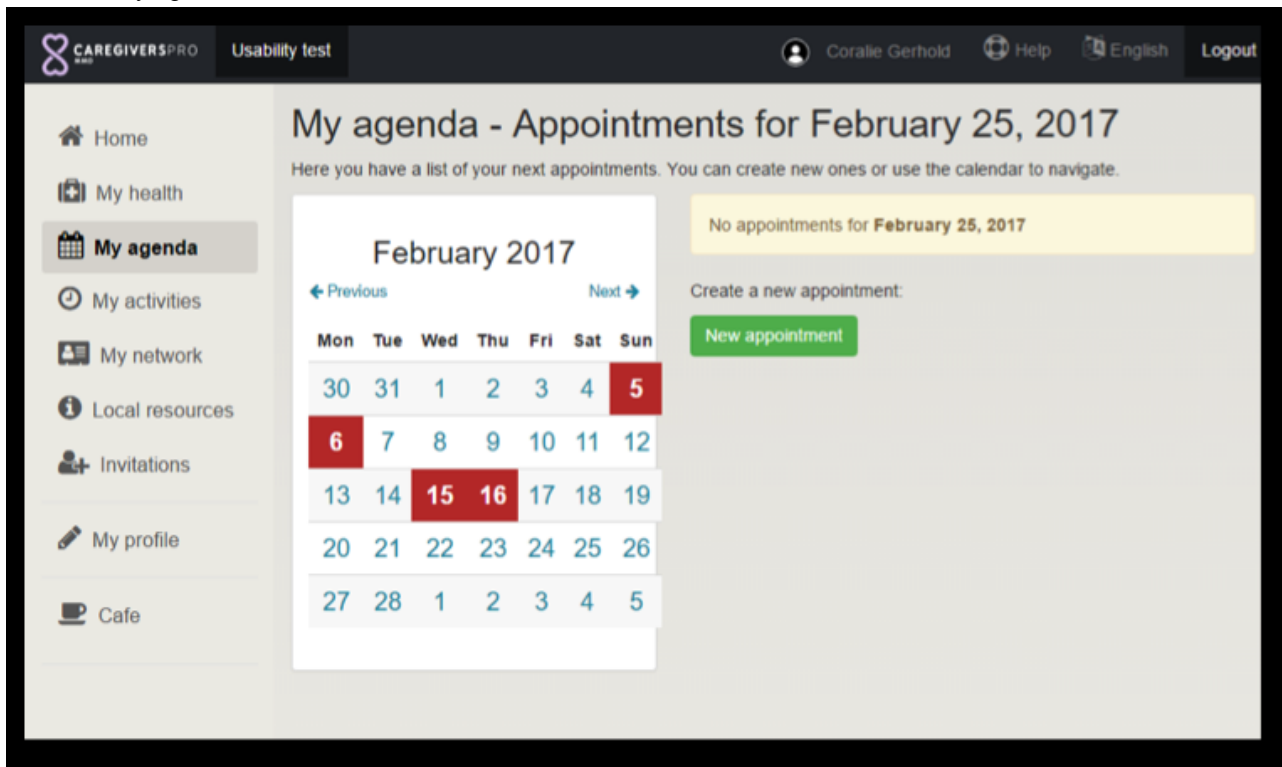 CAREGIVERSPRO
MMD
Usability test
Coralie Gerhold
Help
English
Logout
Home
My health
My agenda
My activities
My network
Local resources
Invitations
My profile
Cafe
My agenda - Appointments for February 25, 2017
Here you have a list of your next appointments. You can create new ones or use the calendar to navigate.
February 2017
Previous Next
Mon Tue Wed Thu Fri Sat Sun
30 31 1 2 3 4 5
6 7 8 9 10 11 12
13 14 15 16 17 18 19
20 21 22 23 24 25 26
27 28 1 2 3 4 5
No appointments for February 25, 2017
Create a new appointment:
New appointment